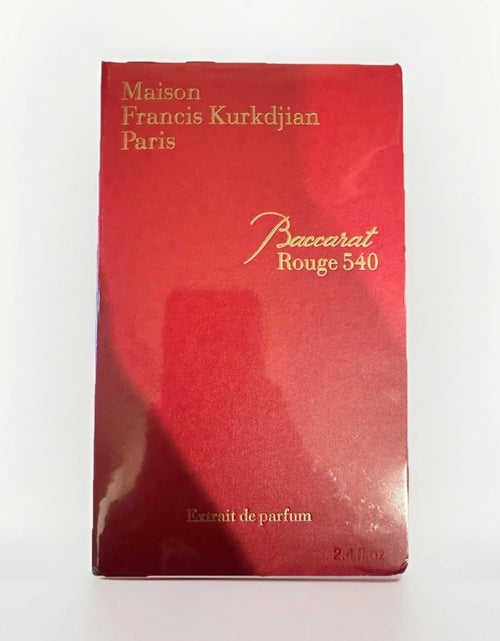 Maison
Francis Kurkdjian
Paris
Baccarat
Rouge 540
Extrait de parfum
2.4 fl.oz.